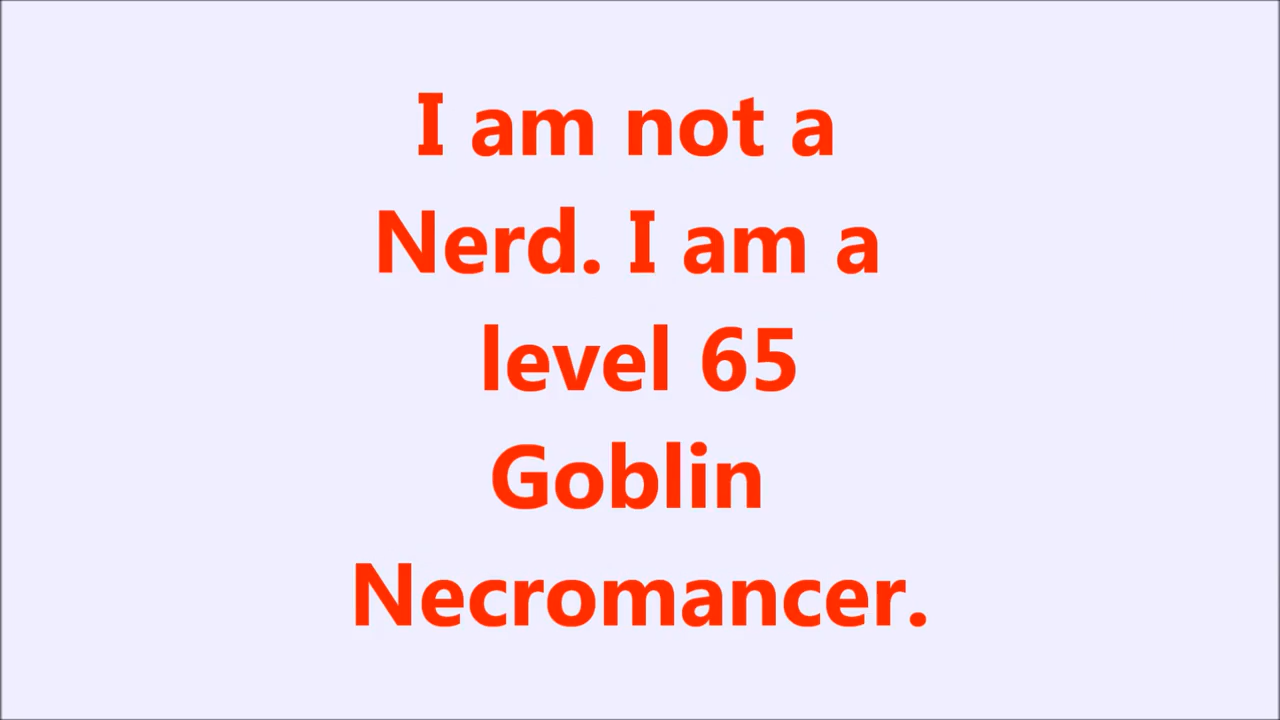 I am not a
Nerd. I am a
level 65
Goblin
Necromancer.